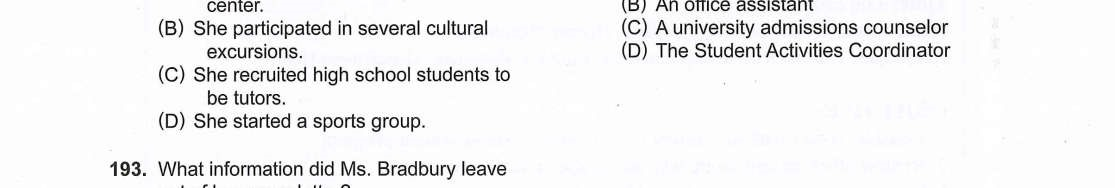 center.
(B) She participated in several cultural
excursions.
(C) She recruited high school students to
be tutors.
(D) She started a sports group.
193. What information did Ms. Bradbury leave
(B) An office assistant
(C) A university admissions counselor
(D) The Student Activities Coordinator